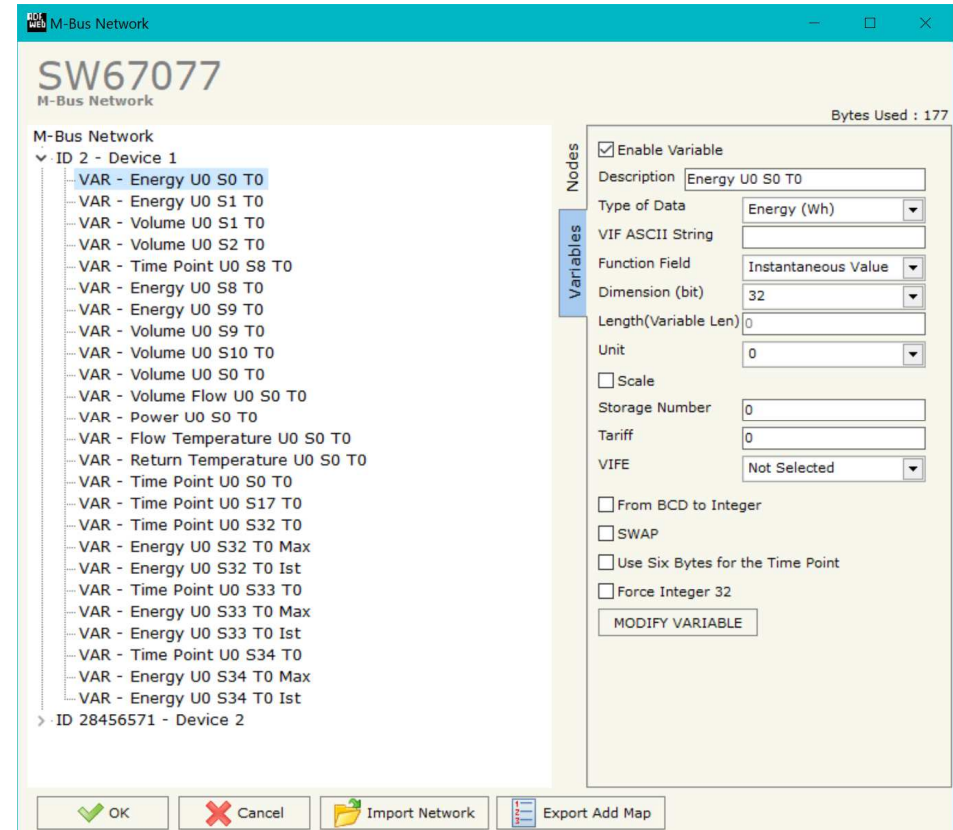 ADF
WEB M-Bus Network
SW67077
M-Bus Network
Bytes Used : 177
M-Bus Network
ID 2 - Device 1
VAR - Energy U0 S0 T0
VAR - Energy U0 S1 T0
VAR - Volume U0 S1 T0
VAR - Volume U0 S2 T0
VAR - Time Point U0 S8 T0
VAR - Energy U0 S8 T0
VAR - Energy U0 S9 T0
VAR - Volume U0 S9 T0
VAR - Volume U0 S10 T0
VAR - Volume U0 S0 T0
VAR - Volume Flow U0 S0 T0
VAR - Power U0 S0 T0
VAR - Flow Temperature U0 S0 T0
VAR - Return Temperature U0 S0 T0
VAR - Time Point U0 S0 T0
VAR - Time Point U0 S17 T0
VAR - Time Point U0 S32 T0
VAR - Energy U0 S32 T0 Max
VAR - Energy U0 S32 T0 Ist
VAR - Time Point U0 S33 T0
VAR - Energy U0 S33 T0 Max
VAR - Energy U0 S33 T0 Ist
VAR - Time Point U0 S34 T0
VAR - Energy U0 S34 T0 Max
VAR - Energy U0 S34 T0 Ist
ID 28456571 - Device 2
Nodes
Variables
Enable Variable
Description Energy U0 S0 T0
Type of Data Energy (Wh)
VIF ASCII String
Function Field Instantaneous Value
Dimension (bit) 32
Length(Variable Len) 0
Unit 0
Scale
Storage Number 0
Tariff 0
VIFE Not Selected
From BCD to Integer
SWAP
Use Six Bytes for the Time Point
Force Integer 32
MODIFY VARIABLE
OK Cancel Import Network Export Add Map